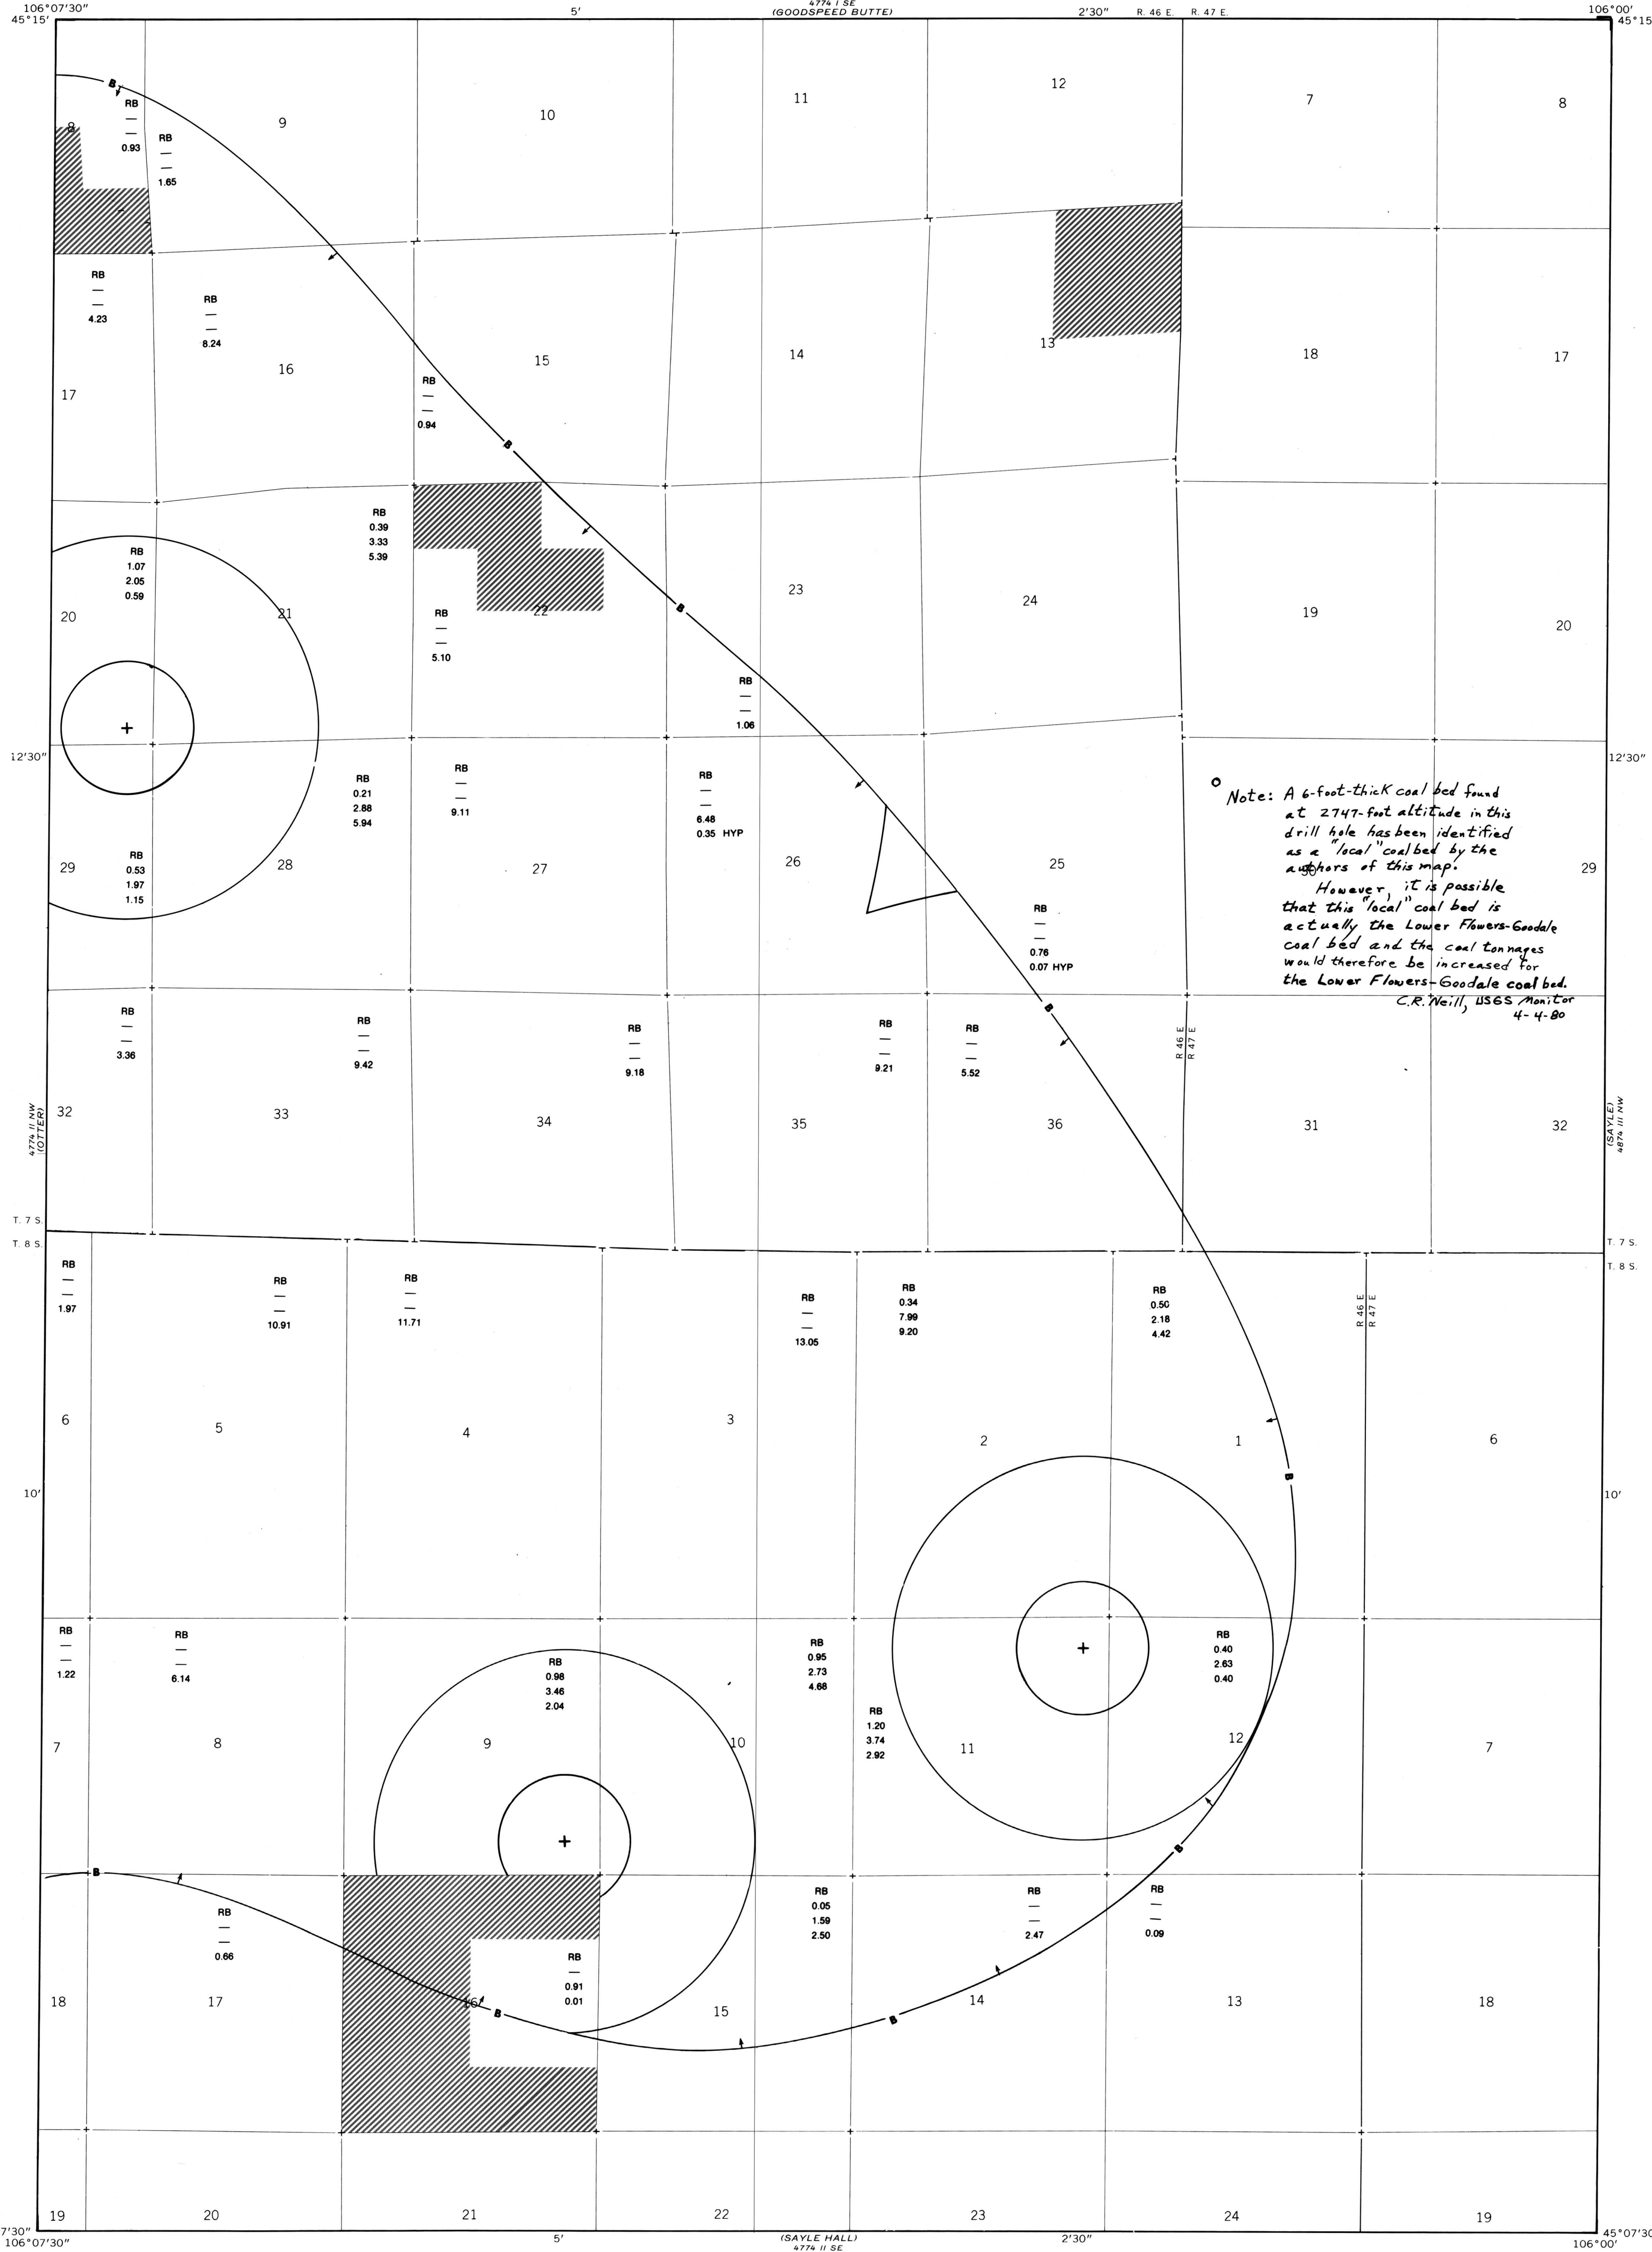 106°07'30"
5'
4774 I SE
(GOODSPEED BUTTE)
2'30"
R. 46 E.
R. 47 E.
106°00'
45°15'
45°15
B
RB
—
—
0.93
RB
—
—
1.65
8
9
10
11
12
7
8
RB
—
—
4.23
RB
—
—
8.24
17
16
15
14
13
18
17
RB
—
—
0.94
B
RB
0.39
3.33
5.39
RB
1.07
2.05
0.59
20
21
22
23
24
19
20
RB
—
—
5.10
B
RB
—
—
1.06
12'30"
12'30"
RB
0.21
2.88
5.94
RB
—
—
9.11
RB
—
—
6.48
0.35 HYP
Note: A 6-foot-thick coal bed found
at 2747-foot altitude in this
drill hole has been identified
as a "local" coal bed by the
authors of this map.
However, it is possible
that this "local" coal bed is
actually the Lower Flowers-Goodale
coal bed and the coal tonnages
would therefore be increased for
the Lower Flowers-Goodale coal bed.
C.R. Neill, USGS Monitor
4-4-80
29
RB
0.53
1.97
1.15
28
27
26
25
30
29
RB
—
—
0.76
0.07 HYP
B
RB
—
—
3.36
RB
—
—
9.42
RB
—
—
9.18
RB
—
—
9.21
RB
—
—
5.52
R 46 E
R 47 E
4774 II NW
(OTTER)
32
33
34
35
36
31
32
(SAYLE)
4874 III NW
T. 7 S.
T. 8 S.
T. 7 S.
T. 8 S.
RB
—
—
1.97
RB
—
—
10.91
RB
—
—
11.71
RB
—
—
13.05
RB
0.34
7.99
9.20
RB
0.50
2.18
4.42
R 46 E
R 47 E
6
5
4
3
2
1
6
B
10'
10'
RB
—
—
1.22
RB
—
—
6.14
RB
0.98
3.46
2.04
RB
0.95
2.73
4.68
RB
1.20
3.74
2.92
RB
0.40
2.63
0.40
7
8
9
10
11
12
7
B
B
RB
—
—
0.66
RB
—
0.91
0.01
RB
0.05
1.59
2.50
RB
—
—
2.47
RB
—
—
0.09
18
17
16
B
15
B
14
13
18
19
20
21
22
23
24
19
7'30"
106°07'30"
5'
(SAYLE HALL)
4774 II SE
2'30"
45°07'30
106°00'